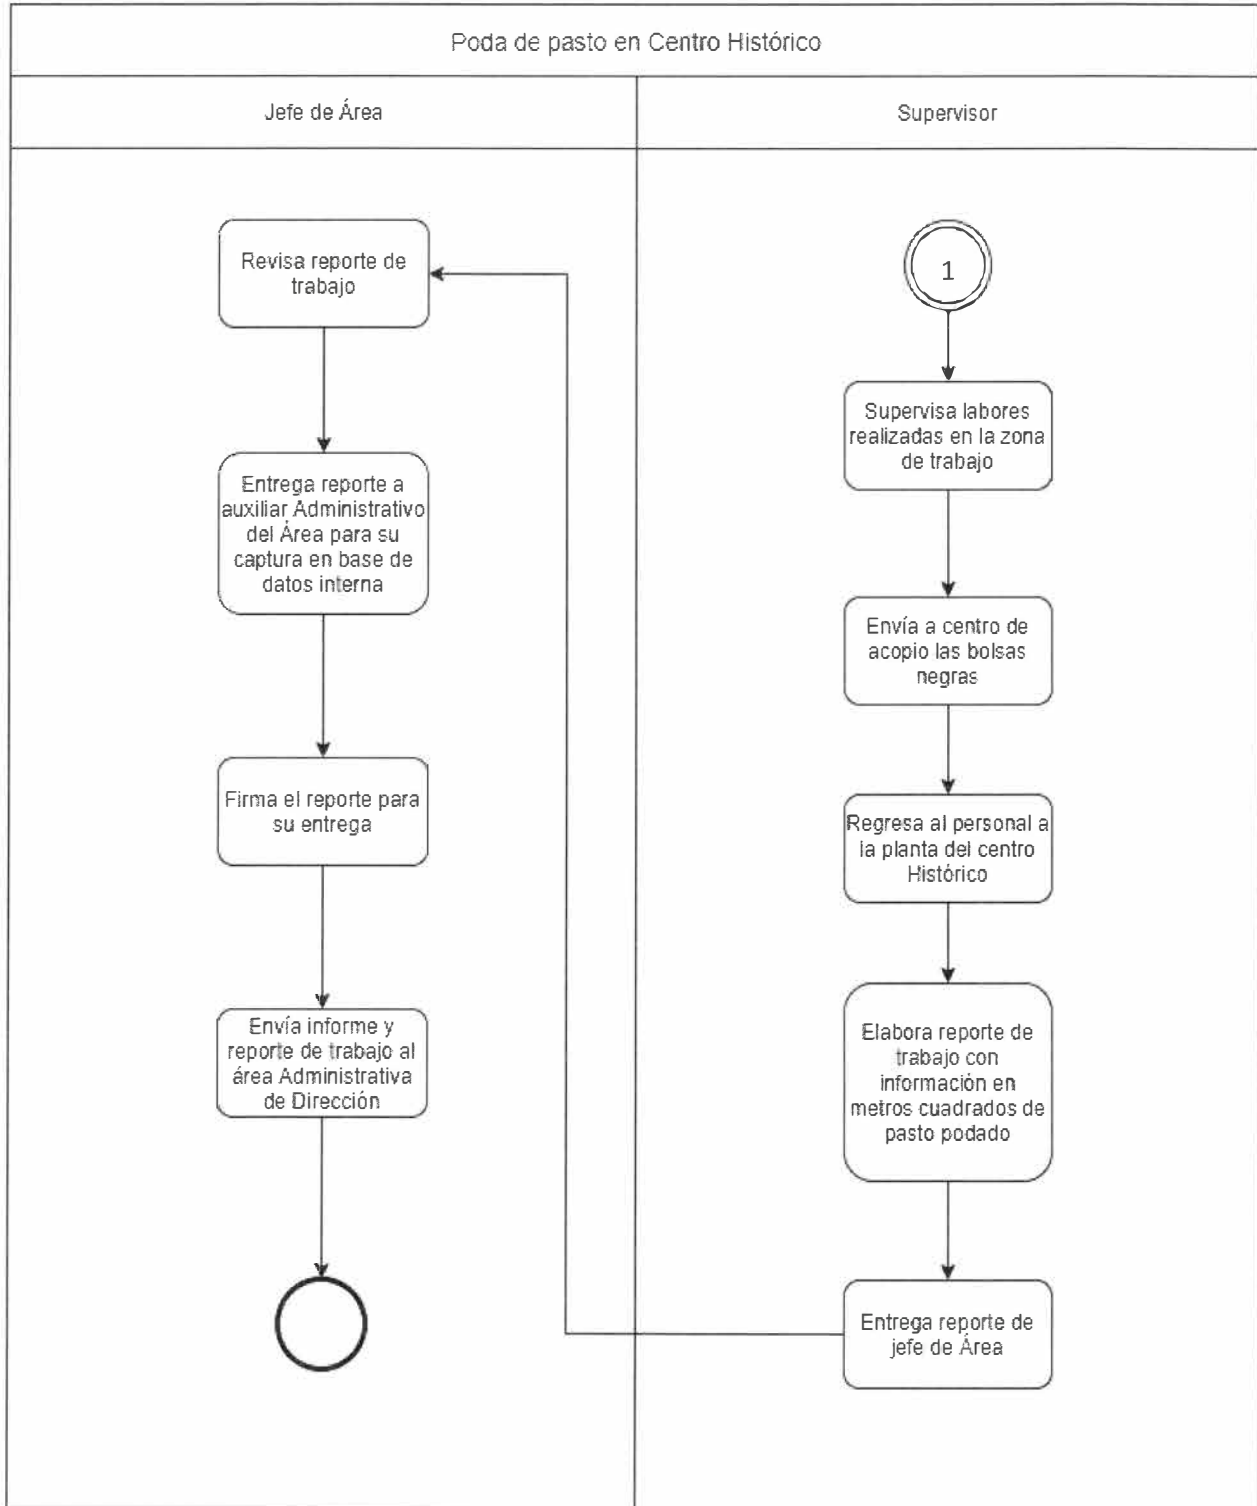 Poda de pasto en Centro Histórico
Jefe de Área
Supervisor
Revisa reporte de
trabajo
Entrega reporte a
auxiliar Administrativo
del Área para su
captura en base de
datos interna
Firma el reporte para
su entrega
Envía informe y
reporte de trabajo al
área Administrativa
de Dirección
1
Supervisa labores
realizadas en la zona
de trabajo
Envía a centro de
acopio las bolsas
negras
Regresa al personal a
la planta del centro
Histórico
Elabora reporte de
trabajo con
información en
metros cuadrados de
pasto podado
Entrega reporte de
jefe de Área